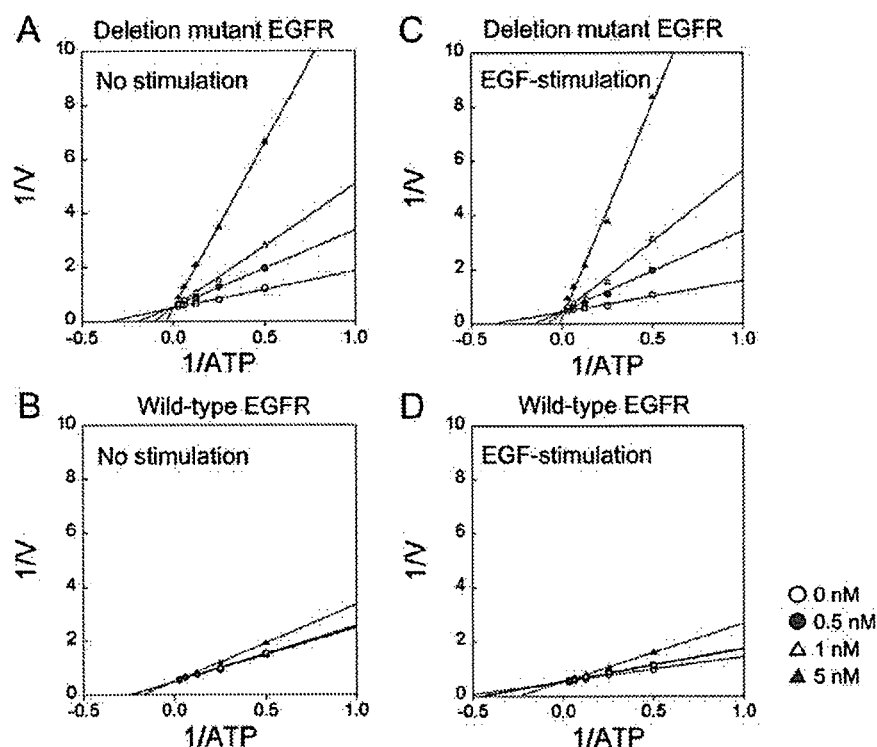 A
Deletion mutant EGFR
No stimulation
10
8
6
4
2
0
1/V
-0.5
0.0
0.5
1.0
1/ATP
C
Deletion mutant EGFR
EGF-stimulation
10
8
6
4
2
0
1/V
-0.5
0.0
0.5
1.0
1/ATP
B
Wild-type EGFR
No stimulation
10
8
6
4
2
0
1/V
-0.5
0.0
0.5
1.0
1/ATP
D
Wild-type EGFR
EGF-stimulation
10
8
6
4
2
0
1/V
-0.5
0.0
0.5
1.0
1/ATP
0 nM
0.5 nM
1 nM
5 nM